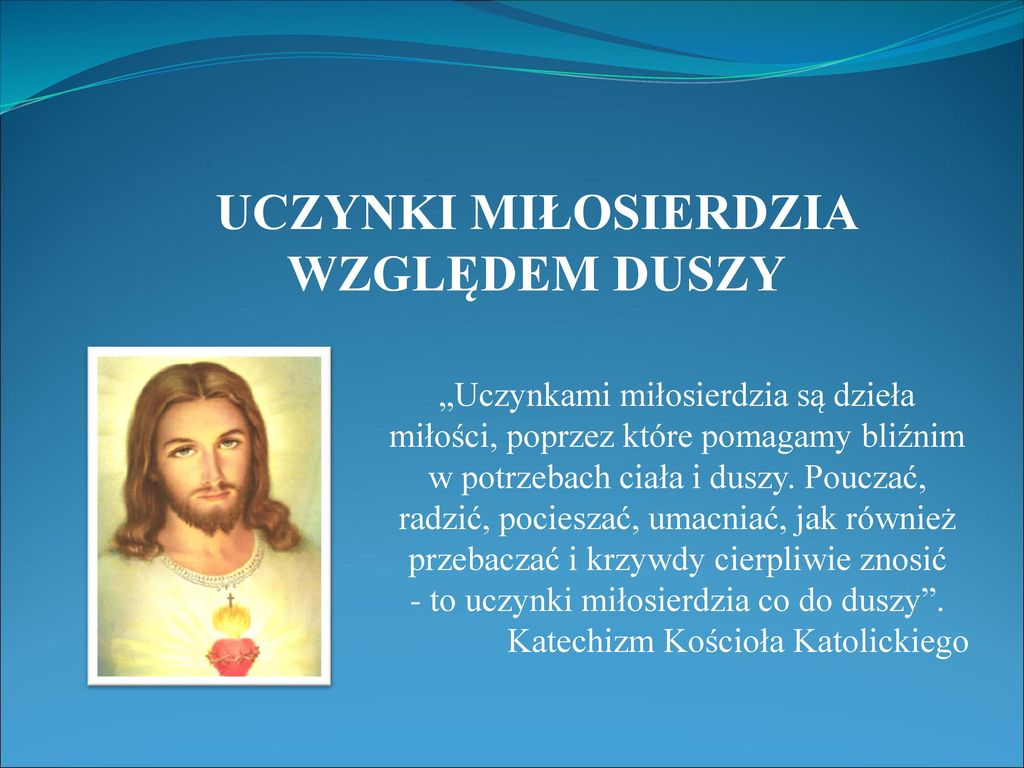 UCZYNKI MIŁOSIERDZIA
WZGLĘDEM DUSZY
„Uczynkami miłosierdzia są dzieła
miłości, poprzez które pomagamy bliźnim
w potrzebach ciała i duszy. Pouczać,
radzić, pocieszać, umacniać, jak również
przebaczać i krzywdy cierpliwie znosić
- to uczynki miłosierdzia co do duszy”.
Katechizm Kościoła Katolickiego